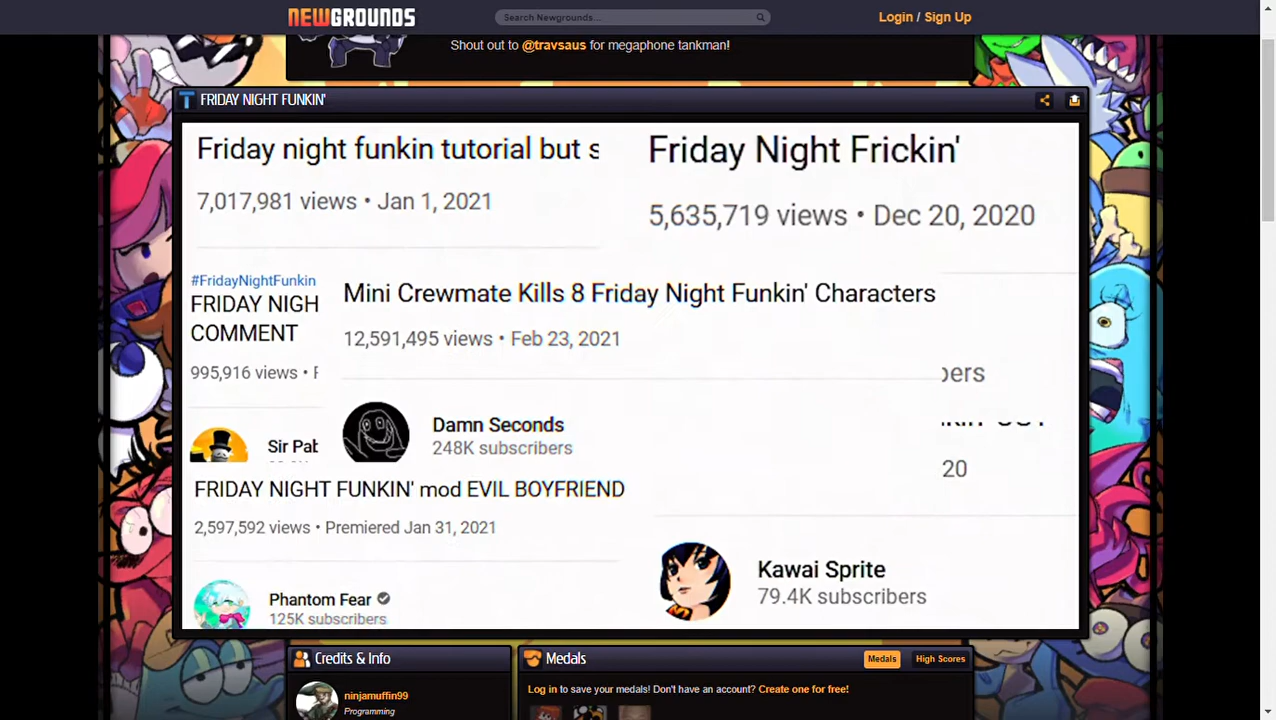 NEWGROUNDS
Search Newgrounds...
Login / Sign Up
Shout out to @travsaus for megaphone tankman!
FRIDAY NIGHT FUNKIN'
Friday night funkin tutorial but s
7,017,981 views • Jan 1, 2021
Friday Night Frickin'
5,635,719 views • Dec 20, 2020
#FridayNightFunkin
FRIDAY NIGH
COMMENT
995,916 views •
Sir Pab
Mini Crewmate Kills 8 Friday Night Funkin' Characters
12,591,495 views • Feb 23, 2021
Damn Seconds
248K subscribers
bers
20
FRIDAY NIGHT FUNKIN' mod EVIL BOYFRIEND
2,597,592 views • Premiered Jan 31, 2021
Phantom Fear
125K subscribers
Kawai Sprite
79.4K subscribers
Credits & Info
ninjamuffin99
Programming
Medals
Medals
High Scores
Log in to save your medals! Don't have an account? Create one for free!